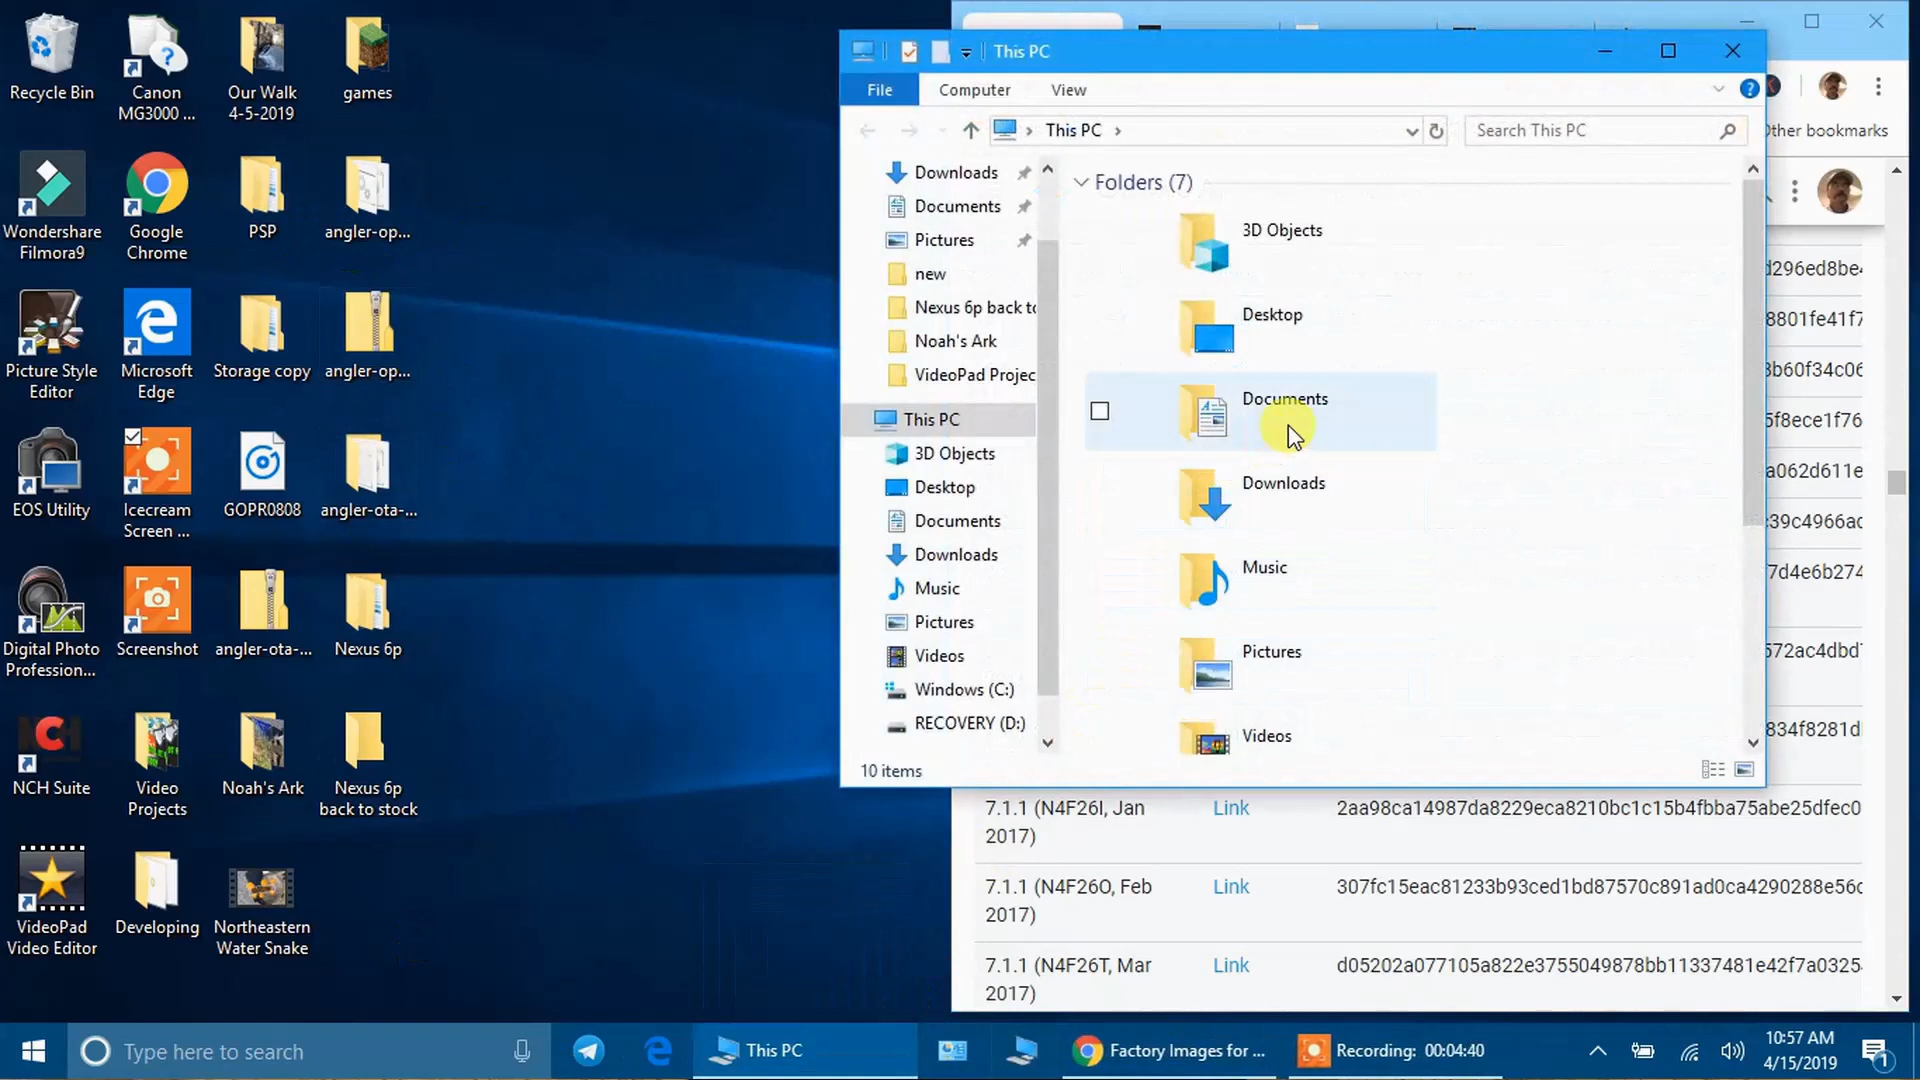 Recycle Bin
Canon
MG3000 ...
Our Walk
4-5-2019
games
Wondershare
Filmora9
Google
Chrome
PSP
angler-op...
Picture Style
Editor
Microsoft
Edge
Storage copy
angler-op...
EOS Utility
Icecream
Screen ...
GOPR0808
angler-ota-...
Digital Photo
Profession...
Screenshot
angler-ota-...
Nexus 6p
NCH Suite
Video
Projects
Noah's Ark
Nexus 6p
back to stock
VideoPad
Video Editor
Developing
Northeastern
Water Snake
This PC
File
Computer
View
This PC
Search This PC
Other bookmarks
Downloads
Documents
Pictures
new
Nexus 6p back to
Noah's Ark
VideoPad Projec
This PC
3D Objects
Desktop
Documents
Downloads
Music
Pictures
Videos
Windows (C:)
RECOVERY (D:)
Folders (7)
3D Objects
Desktop
Documents
Downloads
Music
Pictures
Videos
10 items
d296ed8be
8801fe41f7
3b60f34c06
5f8ece1f76
a062d611e
c39c4966ac
7d4e6b274
572ac4dbd
834f8281d
7.1.1 (N4F26I, Jan
2017)
Link
2aa98ca14987da8229eca8210bc1c15b4fbba75abe25dfec0
7.1.1 (N4F26O, Feb
2017)
Link
307fc15eac81233b93ced1bd87570c891ad0ca4290288e56c
7.1.1 (N4F26T, Mar
2017)
Link
d05202a077105a822e3755049878bb11337481e42f7a0325
Type here to search
This PC
Factory Images for ...
Recording: 00:04:40
10:57 AM
4/15/2019
1